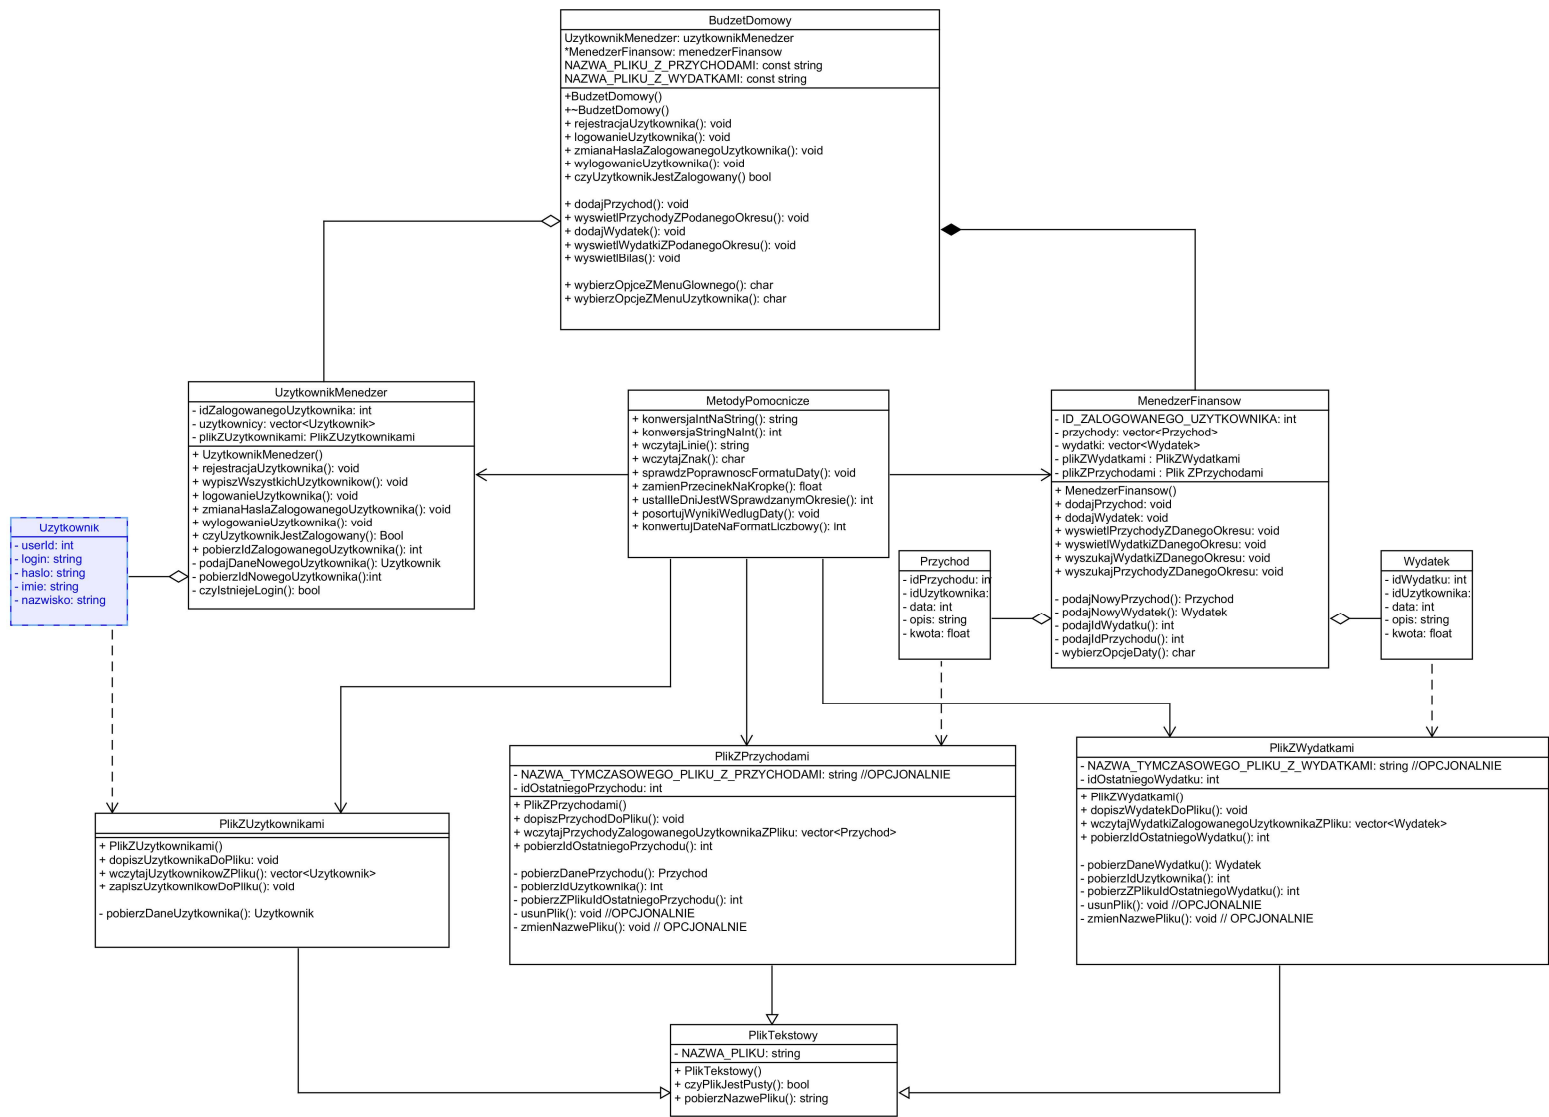 BudzetDomowy
UzytkownikMenedzer: uzytkownikMenedzer
*MenedzerFinansow: menedzerFinansow
NAZWA_PLIKU_Z_PRZYCHODAMI: const string
NAZWA_PLIKU_Z_WYDATKAMI: const string
+BudzetDomowy()
+~BudzetDomowy()
+ rejestracjaUzytkownika(): void
+ logowanieUzytkownika(): void
+ zmianaHaslaZalogowanegoUzytkownika(): void
+ wylogowanieUzytkownika(): void
+ czyUzytkownikJestZalogowany() bool
+ dodajPrzychod(): void
+ wyswietlPrzychodyZPodanegoOkresu(): void
+ dodajWydatek(): void
+ wyswietlWydatkiZPodanegoOkresu(): void
+ wyswietlBilas(): void
+ wybierzOpjceZMenuGlownego(): char
+ wybierzOpcjeZMenuUzytkownika(): char
UzytkownikMenedzer
- idZalogowanegoUzytkownika: int
- uzytkownicy: vector<Uzytkownik>
- plikZUzytkownikami: PlikZUzytkownikami
+ UzytkownikMenedzer()
+ rejestracjaUzytkownika(): void
+ wypiszWszystkichUzytkownikow(): void
+ logowanieUzytkownika(): void
+ zmianaHaslaZalogowanegoUzytkownika(): void
+ wylogowanieUzytkownika(): void
+ czyUzytkownikJestZalogowany(): Bool
+ pobierzIdZalogowanegoUzytkownika(): int
- podajDaneNowegoUzytkownika(): Uzytkownik
- pobierzIdNowegoUzytkownika():int
- czyIstniejeLogin(): bool
MetodyPomocnicze
+ konwersjaIntNaString(): string
+ konwersjaStringNaInt(): int
+ wczytajLinie(): string
+ wczytajZnak(): char
+ sprawdzPoprawnoscFormatuDaty(): void
+ zamienPrzecinekNaKropke(): float
+ ustalIleDniJestWSprawdzanymOkresie(): int
+ posortujWynikiWedlugDaty(): void
+ konwertujDateNaFormatLiczbowy(): int
MenedzerFinansow
- ID_ZALOGOWANEGO_UZYTKOWNIKA: int
- przychody: vector<Przychod>
- wydatki: vector<Wydatek>
- plikZWydatkami : PlikZWydatkami
- plikZPrzychodami : Plik ZPrzychodami
+ MenedzerFinansow()
+ dodajPrzychod: void
+ dodajWydatek: void
+ wyswietlPrzychodyZDanegoOkresu: void
+ wyswietlWydatkiZDanegoOkresu: void
+ wyszukajWydatkiZDanegoOkresu: void
+ wyszukajPrzychodyZDanegoOkresu: void
- podajNowyPrzychod(): Przychod
- podajNowyWydatek(): Wydatek
- podajIdWydatku(): int
- podajIdPrzychodu(): int
- wybierzOpcjeDaty(): char
Uzytkownik
- userId: int
- login: string
- haslo: string
- imie: string
- nazwisko: string
Przychod
- idPrzychodu: in
- idUzytkownika:
- data: int
- opis: string
- kwota: float
Wydatek
- idWydatku: int
- idUzytkownika:
- data: int
- opis: string
- kwota: float
PlikZUzytkownikami
+ PlikZUzytkownikami()
+ dopiszUzytkownikaDoPliku: void
+ wczytajUzytkownikowZPliku(): vector<Uzytkownik>
+ zapiszUzytkownikowDoPliku(): void
- pobierzDaneUzytkownika(): Uzytkownik
PlikZPrzychodami
- NAZWA_TYMCZASOWEGO_PLIKU_Z_PRZYCHODAMI: string //OPCJONALNIE
- idOstatniegoPrzychodu: int
+ PlikZPrzychodami()
+ dopiszPrzychodDoPliku(): void
+ wczytajPrzychodyZalogowanegoUzytkownikaZPliku: vector<Przychod>
+ pobierzIdOstatniegoPrzychodu(): int
- pobierzDanePrzychodu(): Przychod
- pobierzIdUzytkownika(): int
- pobierzZPlikuIdOstatniegoPrzychodu(): int
- usunPlik(): void //OPCJONALNIE
- zmienNazwePliku(): void // OPCJONALNIE
PlikZWydatkami
- NAZWA_TYMCZASOWEGO_PLIKU_Z_WYDATKAMI: string //OPCJONALNIE
- idOstatniegoWydatku: int
+ PlikZWydatkami()
+ dopiszWydatekDoPliku(): void
+ wczytajWydatkiZalogowanegoUzytkownikaZPliku: vector<Wydatek>
+ pobierzIdOstatniegoWydatku(): int
- pobierzDaneWydatku(): Wydatek
- pobierzIdUzytkownika(): int
- pobierzZPlikuIdOstatniegoWydatku(): int
- usunPlik(): void //OPCJONALNIE
- zmienNazwePliku(): void // OPCJONALNIE
PlikTekstowy
- NAZWA_PLIKU: string
+ PlikTekstowy()
+ czyPlikJestPusty(): bool
+ pobierzNazwePliku(): string